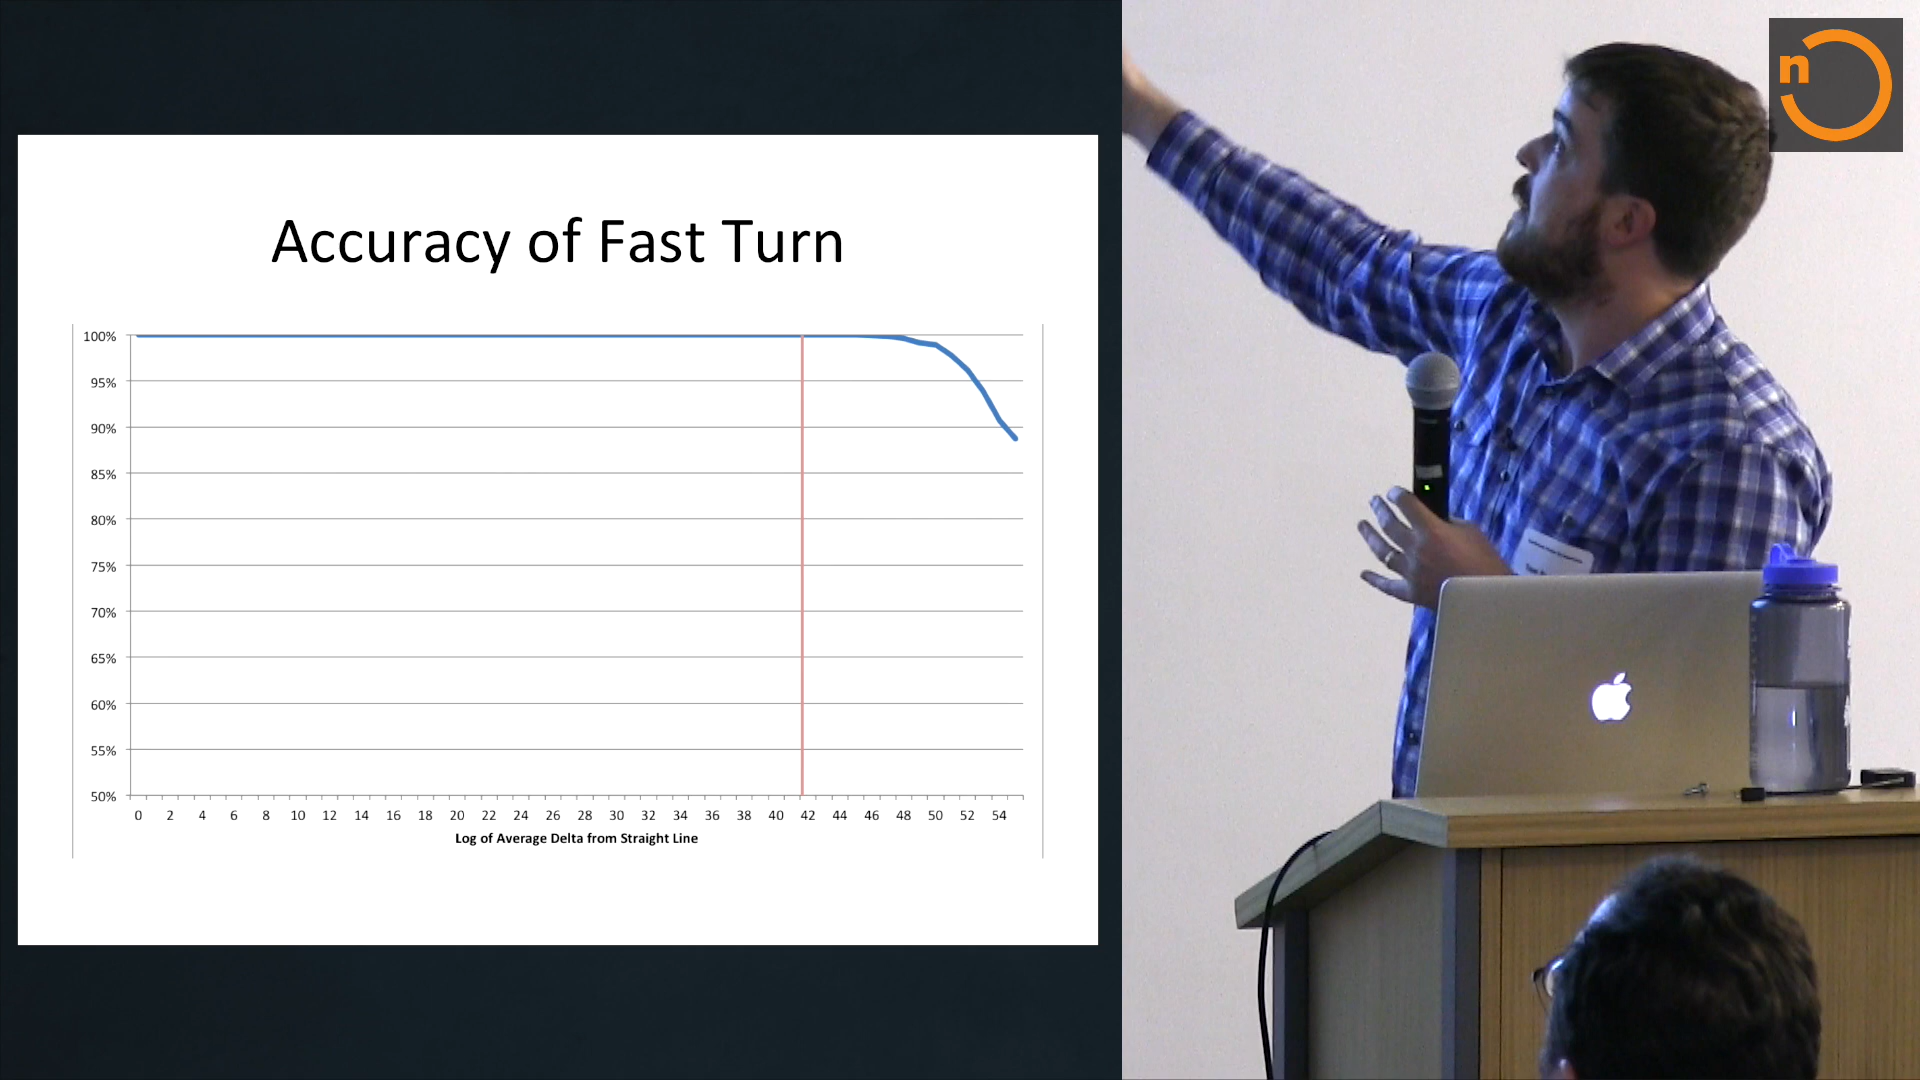 Accuracy of Fast Turn
100%
95%
90%
85%
80%
75%
70%
65%
60%
55%
50%
0 2 4 6 8 10 12 14 16 18 20 22 24 26 28 30 32 34 36 38 40 42 44 46 48 50 52 54
Log of Average Delta from Straight Line
n